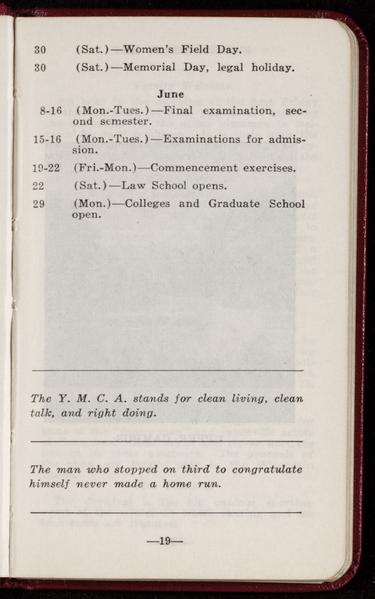 30 (Sat.)—Women's Field Day.
30 (Sat.)—Memorial Day, legal holiday.
June
8-16 (Mon.-Tues.)—Final examination, sec-
ond semester.
15-16 (Mon.-Tues.)—Examinations for admis-
sion.
19-22 (Fri.-Mon.)—Commencement exercises.
22 (Sat.)—Law School opens.
29 (Mon.)—Colleges and Graduate School
open.
The Y. M. C. A. stands for clean living, clean
talk, and right doing.
The man who stopped on third to congratulate
himself never made a home run.
—19—